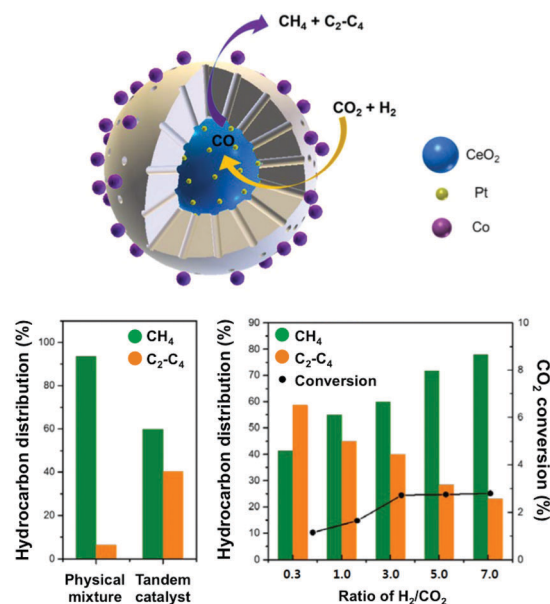 CH₄ + C₂-C₄
CO₂ + H₂
CO
CeO₂
Pt
Co
Hydrocarbon distribution (%)
100
80
60
40
20
0
CH₄
C₂-C₄
Physical
mixture
Tandem
catalyst
Hydrocarbon distribution (%)
90
80
70
60
50
40
30
20
10
0
CH₄
C₂-C₄
Conversion
10
8
6
4
2
0
CO₂ conversion (%)
0.3 1.0 3.0 5.0 7.0
Ratio of H₂/CO₂